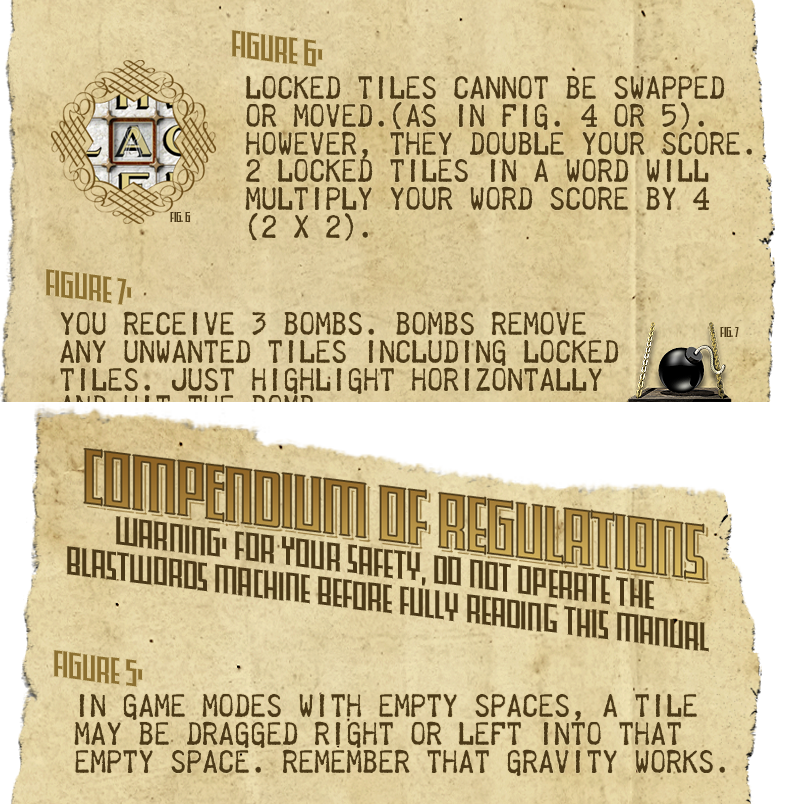 FIGURE 6:
LOCKED TILES CANNOT BE SWAPPED
OR MOVED.(AS IN FIG. 4 OR 5).
HOWEVER, THEY DOUBLE YOUR SCORE.
2 LOCKED TILES IN A WORD WILL
MULTIPLY YOUR WORD SCORE BY 4
(2 X 2).
A
FIG. 6
FIGURE 7:
YOU RECEIVE 3 BOMBS. BOMBS REMOVE
ANY UNWANTED TILES INCLUDING LOCKED
TILES. JUST HIGHLIGHT HORIZONTALLY
AND HIT THE BOMB
FIG. 7
COMPENDIUM OF REGULATIONS
WARNING: FOR YOUR SAFETY, DO NOT OPERATE THE
BLASTWORDS MACHINE BEFORE FULLY READING THIS MANUAL
FIGURE 5:
IN GAME MODES WITH EMPTY SPACES, A TILE
MAY BE DRAGGED RIGHT OR LEFT INTO THAT
EMPTY SPACE. REMEMBER THAT GRAVITY WORKS.